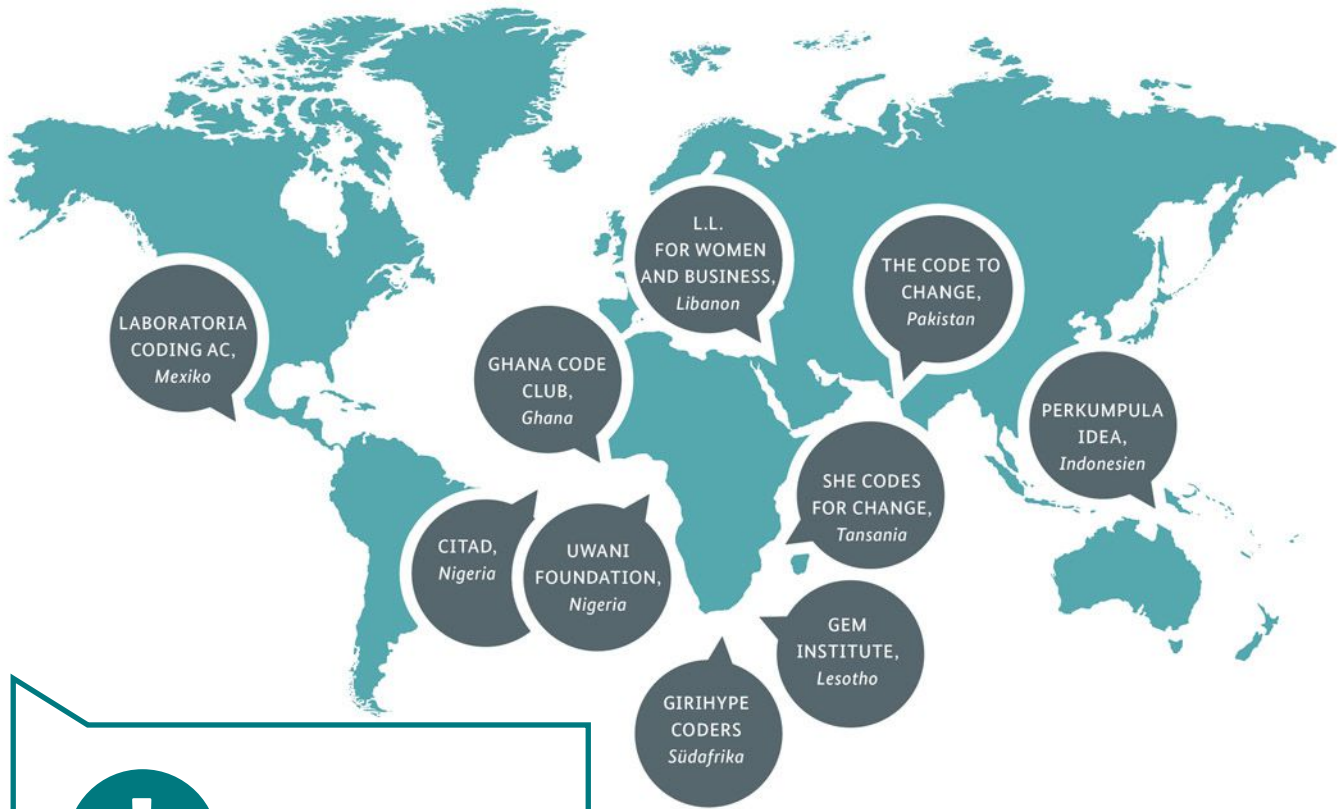 L.L.
FOR WOMEN
AND BUSINESS,
Libanon
THE CODE TO
CHANGE,
Pakistan
LABORATORIA
CODING AC,
Mexiko
GHANA CODE
CLUB,
Ghana
PERKUMPULA
IDEA,
Indonesien
SHE CODES
FOR CHANGE,
Tansania
CITAD,
Nigeria
UWANI
FOUNDATION,
Nigeria
GEM
INSTITUTE,
Lesotho
GIRIHYPE
CODERS
Südafrika